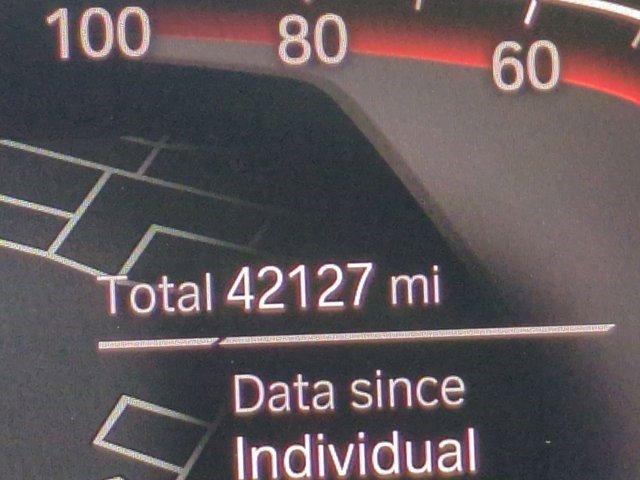 100 80 60
Total 42127 mi
Data since
Individual